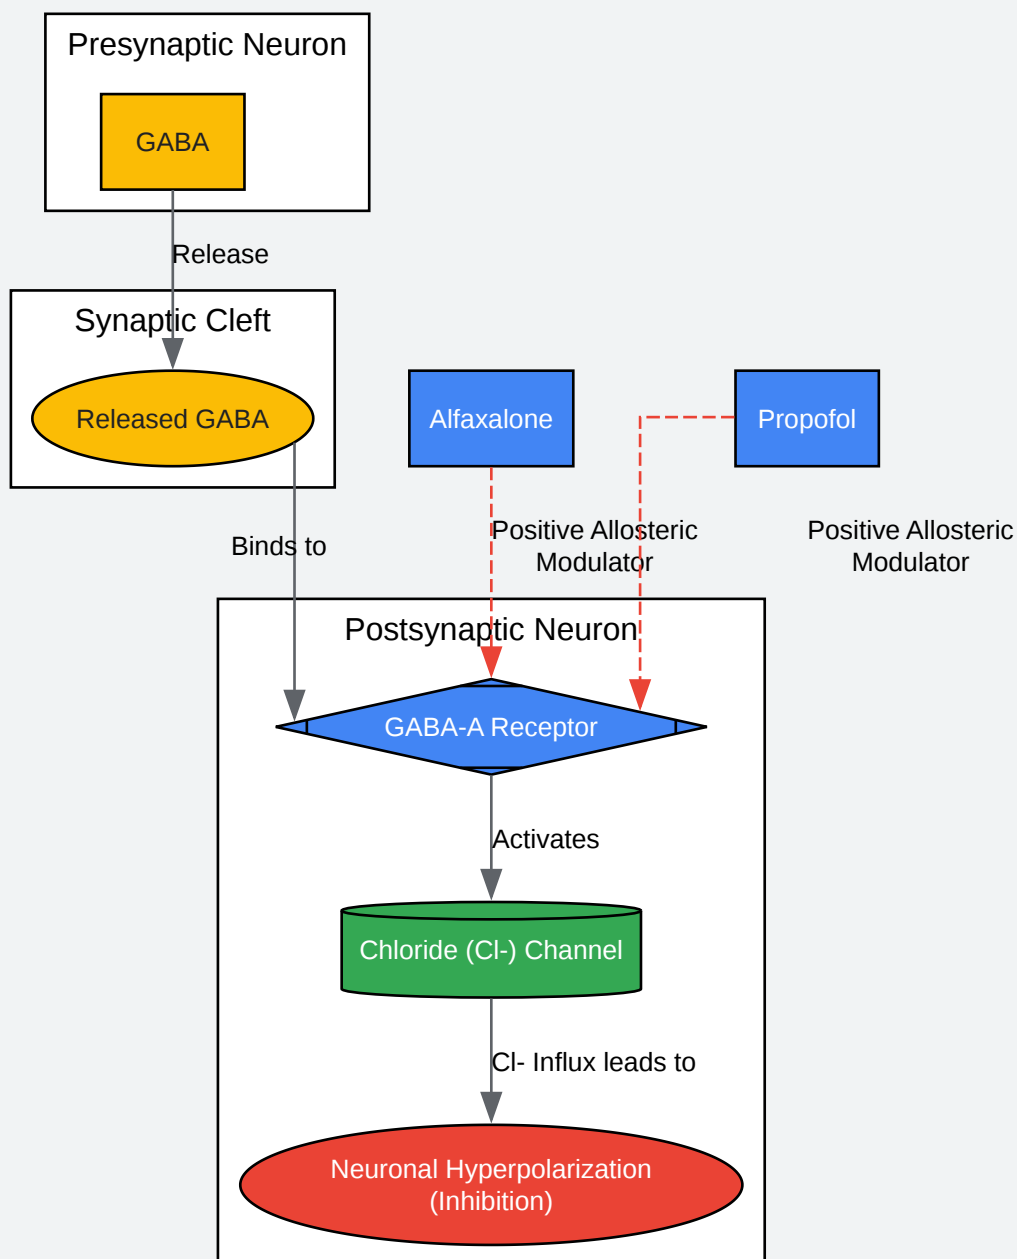 Presynaptic Neuron
GABA
Release
Synaptic Cleft
Released GABA
Alfaxalone
Propofol
Binds to
Positive Allosteric
Modulator
Positive Allosteric
Modulator
Postsynaptic Neuron
GABA-A Receptor
Activates
Chloride (Cl-) Channel
Cl- Influx leads to
Neuronal Hyperpolarization
(Inhibition)